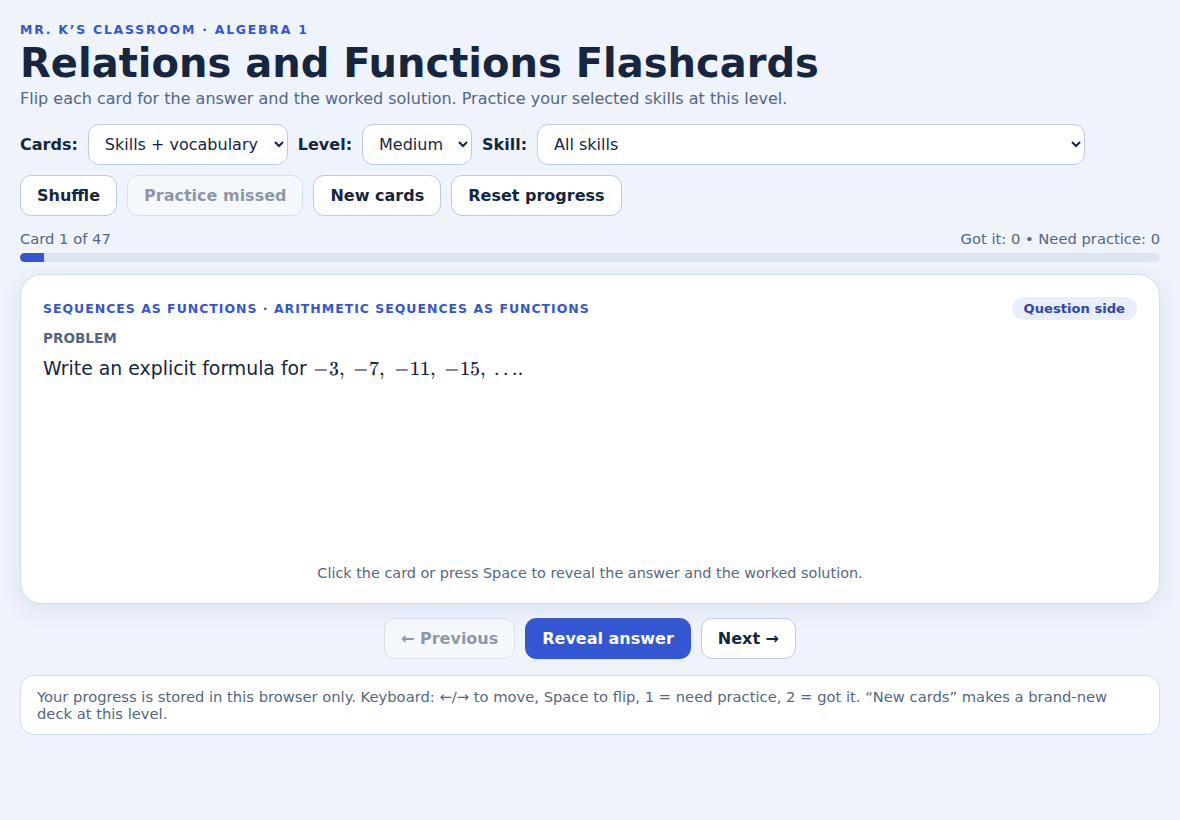 MR. K’S CLASSROOM · ALGEBRA 1
Relations and Functions Flashcards
Flip each card for the answer and the worked solution. Practice your selected skills at this level.
Cards: Skills + vocabulary Level: Medium Skill: All skills
Shuffle Practice missed New cards Reset progress
Card 1 of 47 Got it: 0 • Need practice: 0
SEQUENCES AS FUNCTIONS · ARITHMETIC SEQUENCES AS FUNCTIONS Question side
PROBLEM
Write an explicit formula for −3, −7, −11, −15, ….
Click the card or press Space to reveal the answer and the worked solution.
← Previous Reveal answer Next →
Your progress is stored in this browser only. Keyboard: ←/→ to move, Space to flip, 1 = need practice, 2 = got it. “New cards” makes a brand-new
deck at this level.